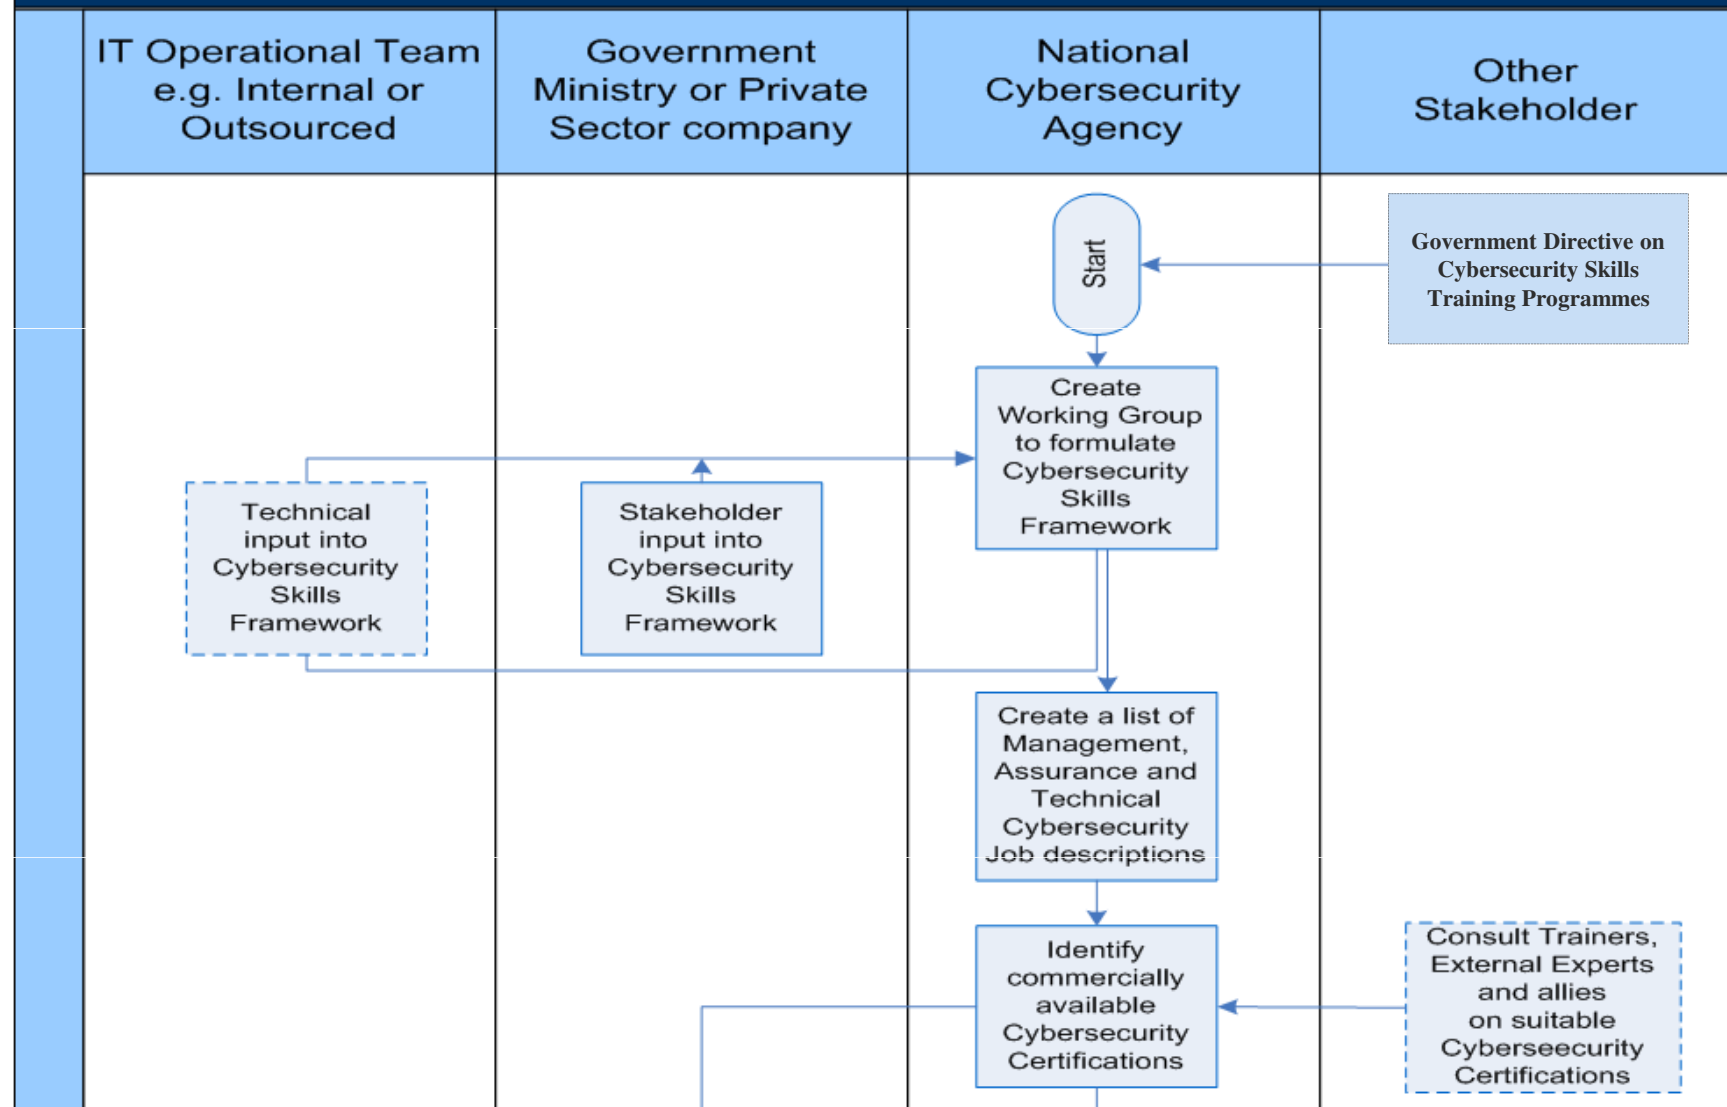 IT Operational Team
e.g. Internal or
Outsourced
Government
Ministry or Private
Sector company
National
Cybersecurity
Agency
Other
Stakeholder
Start
Government Directive on
Cybersecurity Skills
Training Programmes
Create
Working Group
to formulate
Cybersecurity
Skills
Framework
Technical
input into
Cybersecurity
Skills
Framework
Stakeholder
input into
Cybersecurity
Skills
Framework
Create a list of
Management,
Assurance and
Technical
Cybersecurity
Job descriptions
Identify
commercially
available
Cybersecurity
Certifications
Consult Trainers,
External Experts
and allies
on suitable
Cyberseecurity
Certifications